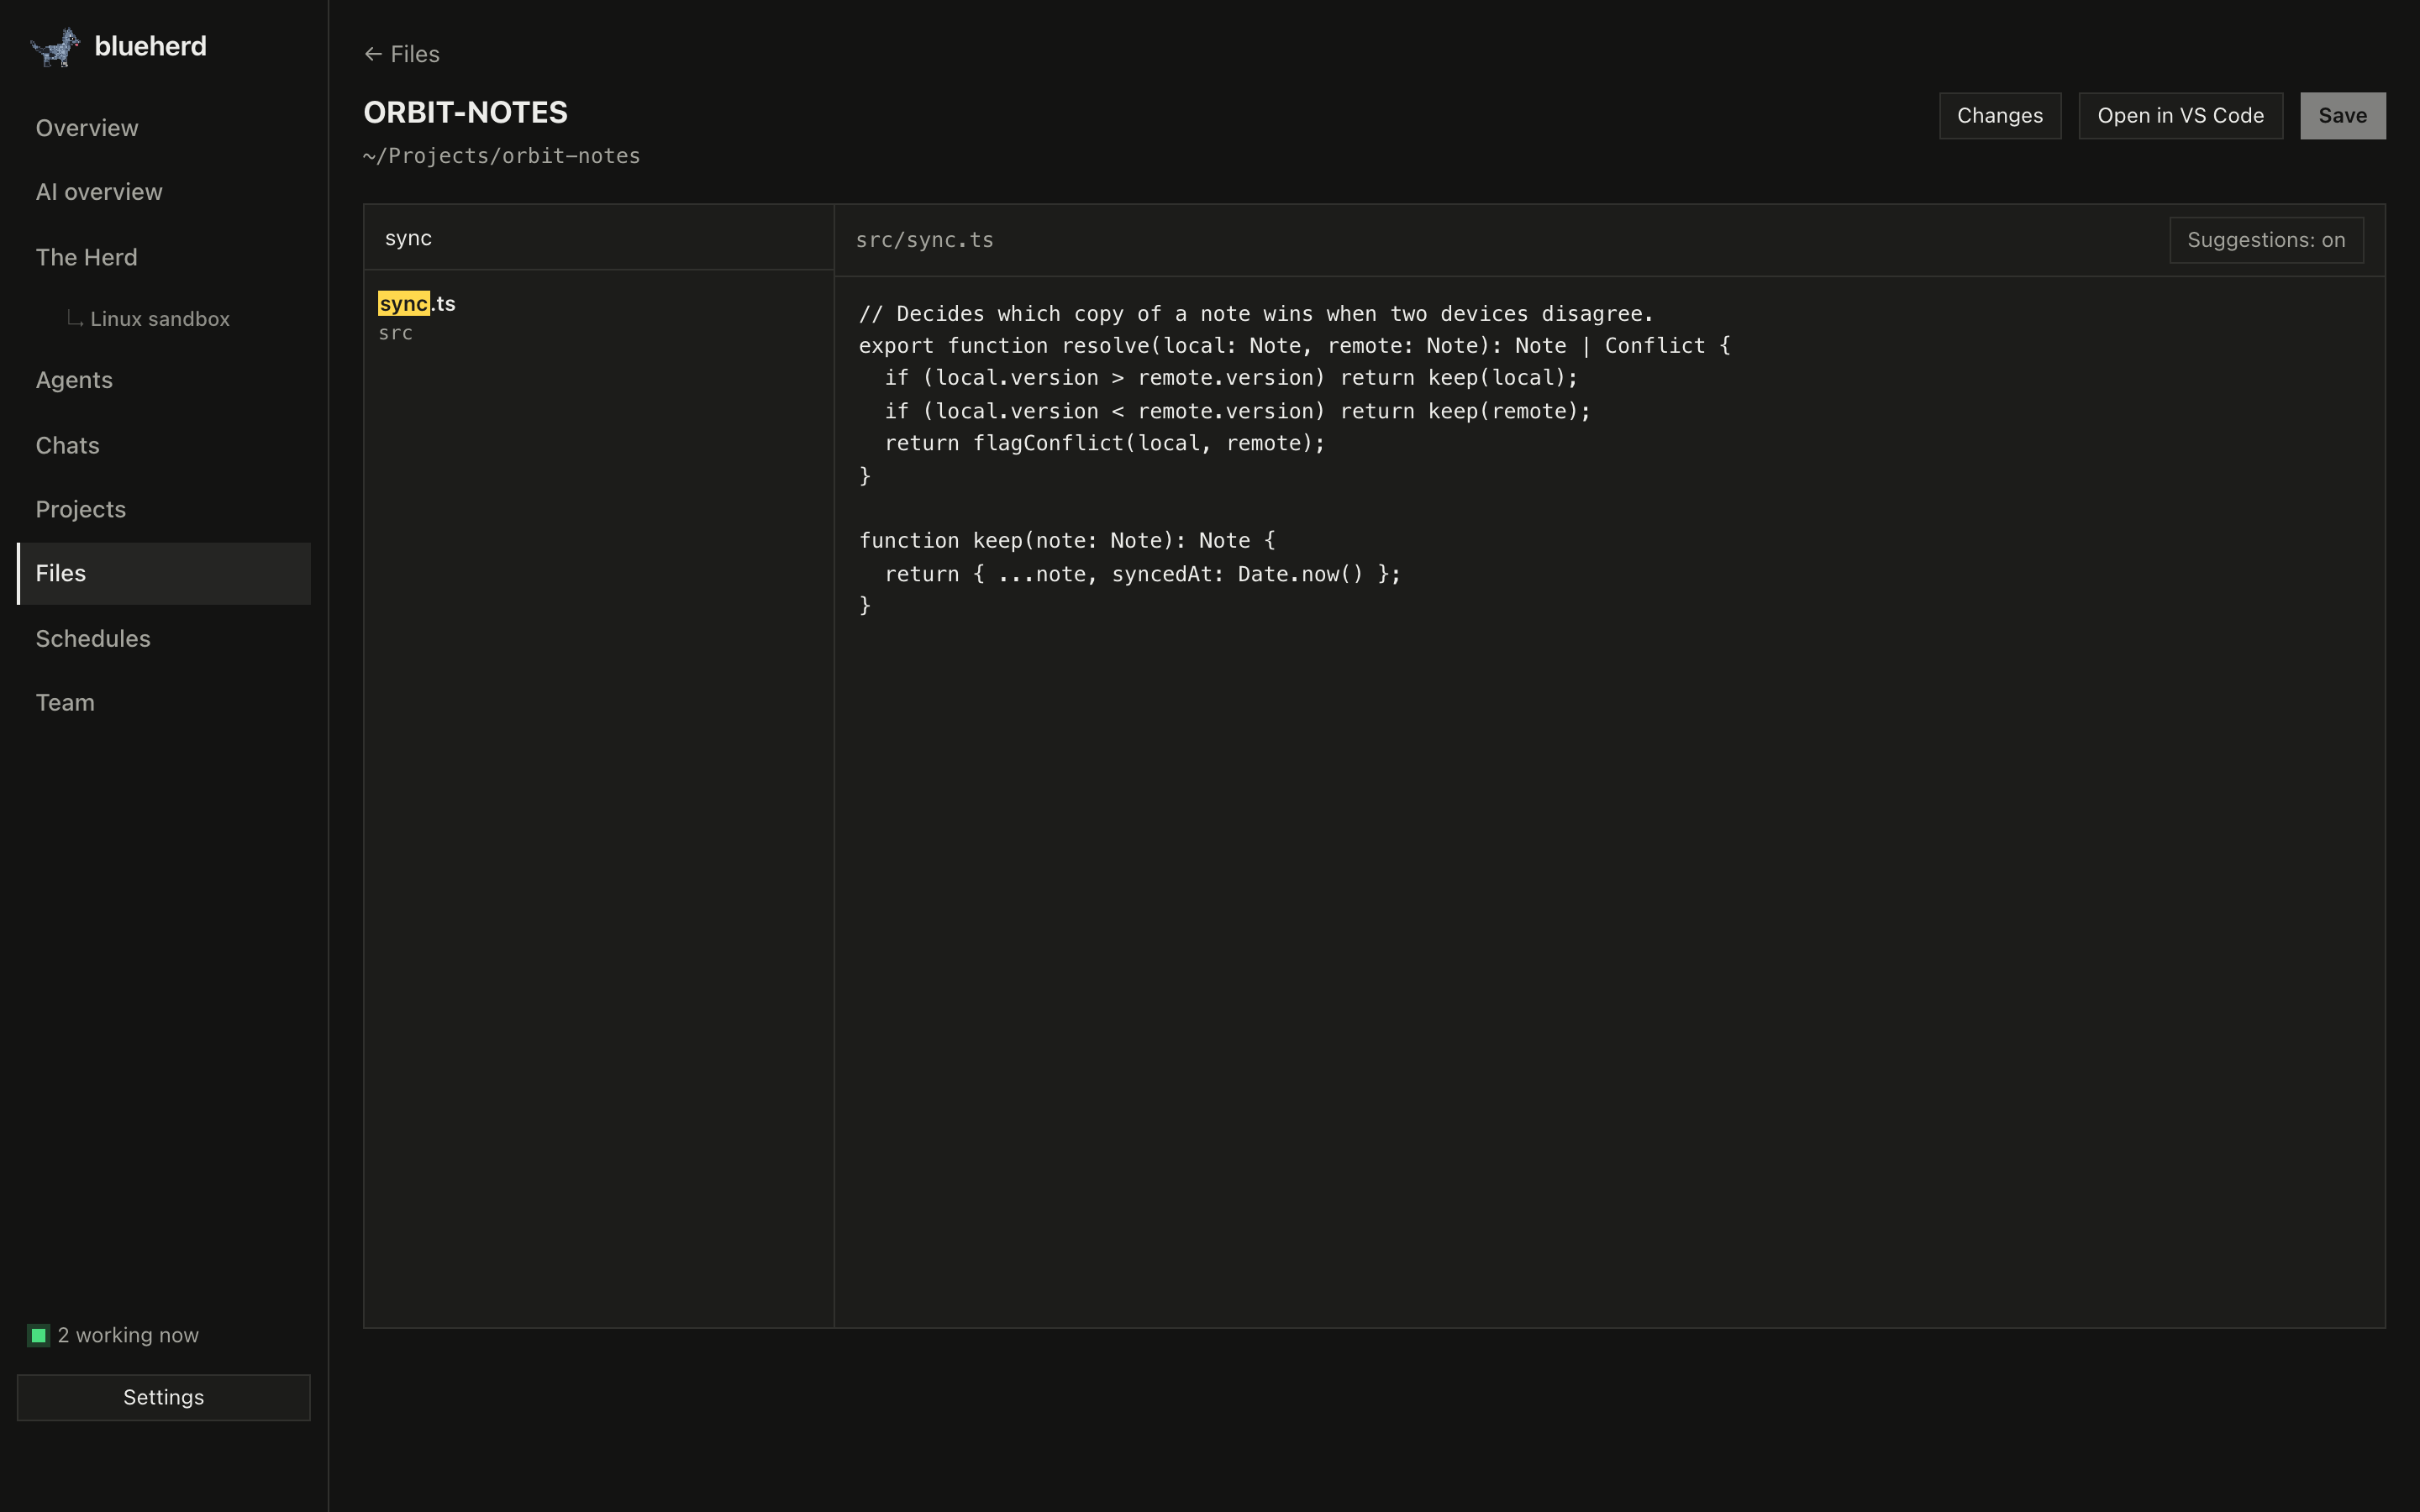 blueherd
Overview
AI overview
The Herd
Linux sandbox
Agents
Chats
Projects
Files
Schedules
Team
2 working now
Settings
← Files
ORBIT-NOTES
~/Projects/orbit-notes
Changes
Open in VS Code
Save
sync
sync.ts
src
src/sync.ts
Suggestions: on
// Decides which copy of a note wins when two devices disagree.
export function resolve(local: Note, remote: Note): Note | Conflict {
  if (local.version > remote.version) return keep(local);
  if (local.version < remote.version) return keep(remote);
  return flagConflict(local, remote);
}

function keep(note: Note): Note {
  return { ...note, syncedAt: Date.now() };
}